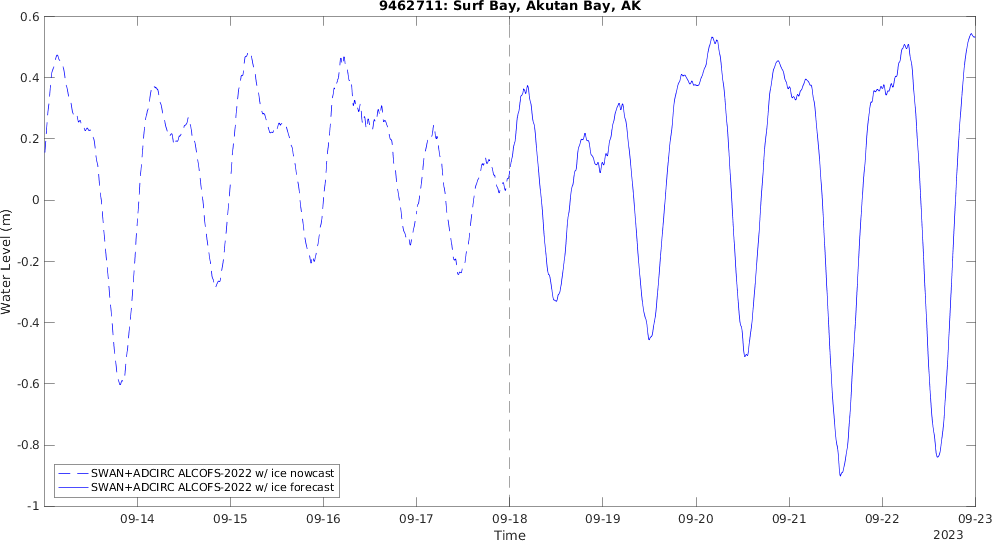 9462711: Surf Bay, Akutan Bay, AK
0.6
0.4
0.2
0
-0.2
-0.4
-0.6
-0.8
-1
Water Level (m)
SWAN+ADCIRC ALCOFS-2022 w/ ice nowcast
SWAN+ADCIRC ALCOFS-2022 w/ ice forecast
09-14 09-15 09-16 09-17 09-18 09-19 09-20 09-21 09-22 09-23
Time
2023